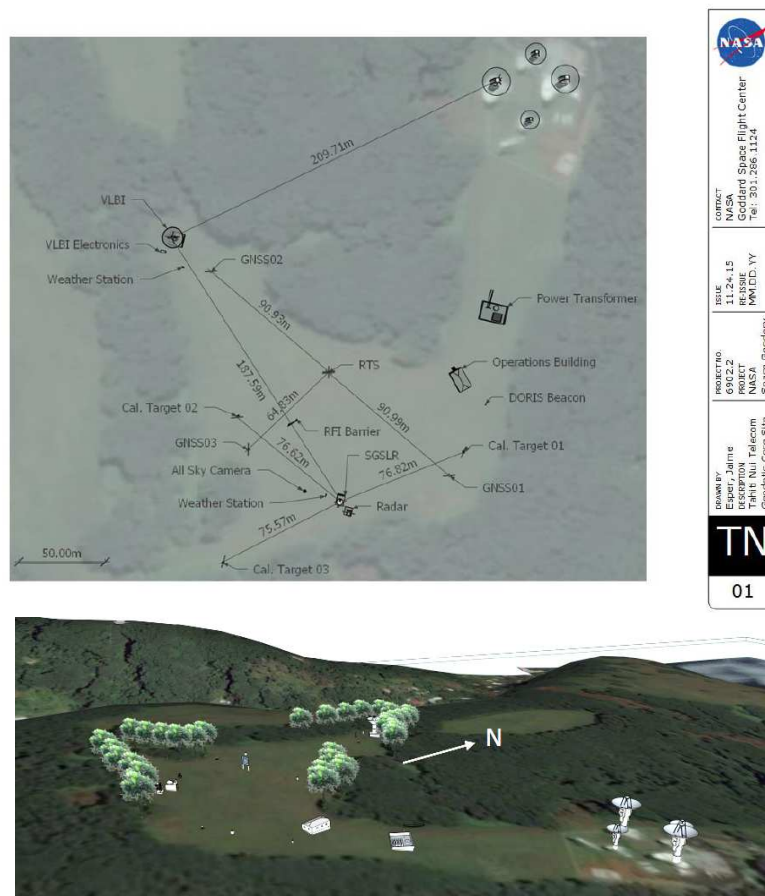 209.71m
VLBI
VLBI Electronics
GNSS02
Weather Station
90.93m
Power Transformer
RTS
Operations Building
187.59m
64.83m
DORIS Beacon
Cal. Target 02
RFI Barrier
90.99m
GNSS03
76.62m
Cal. Target 01
All Sky Camera
SGSLR
76.82m
Weather Station
GNSS01
Radar
75.57m
50.00m
Cal. Target 03
NASA
CONTACT
NASA
Goddard Space Flight Center
Tel: 301.286.1124
ISSUE
11.24.15
RE-ISSUE
MM.DD.YY
PROJECT NO.
6902.2
PROJECT
NASA
DRAWN BY
Esper, Jaime
DESCRIPTION
Tahiti Nui Telecom
TN
01
N